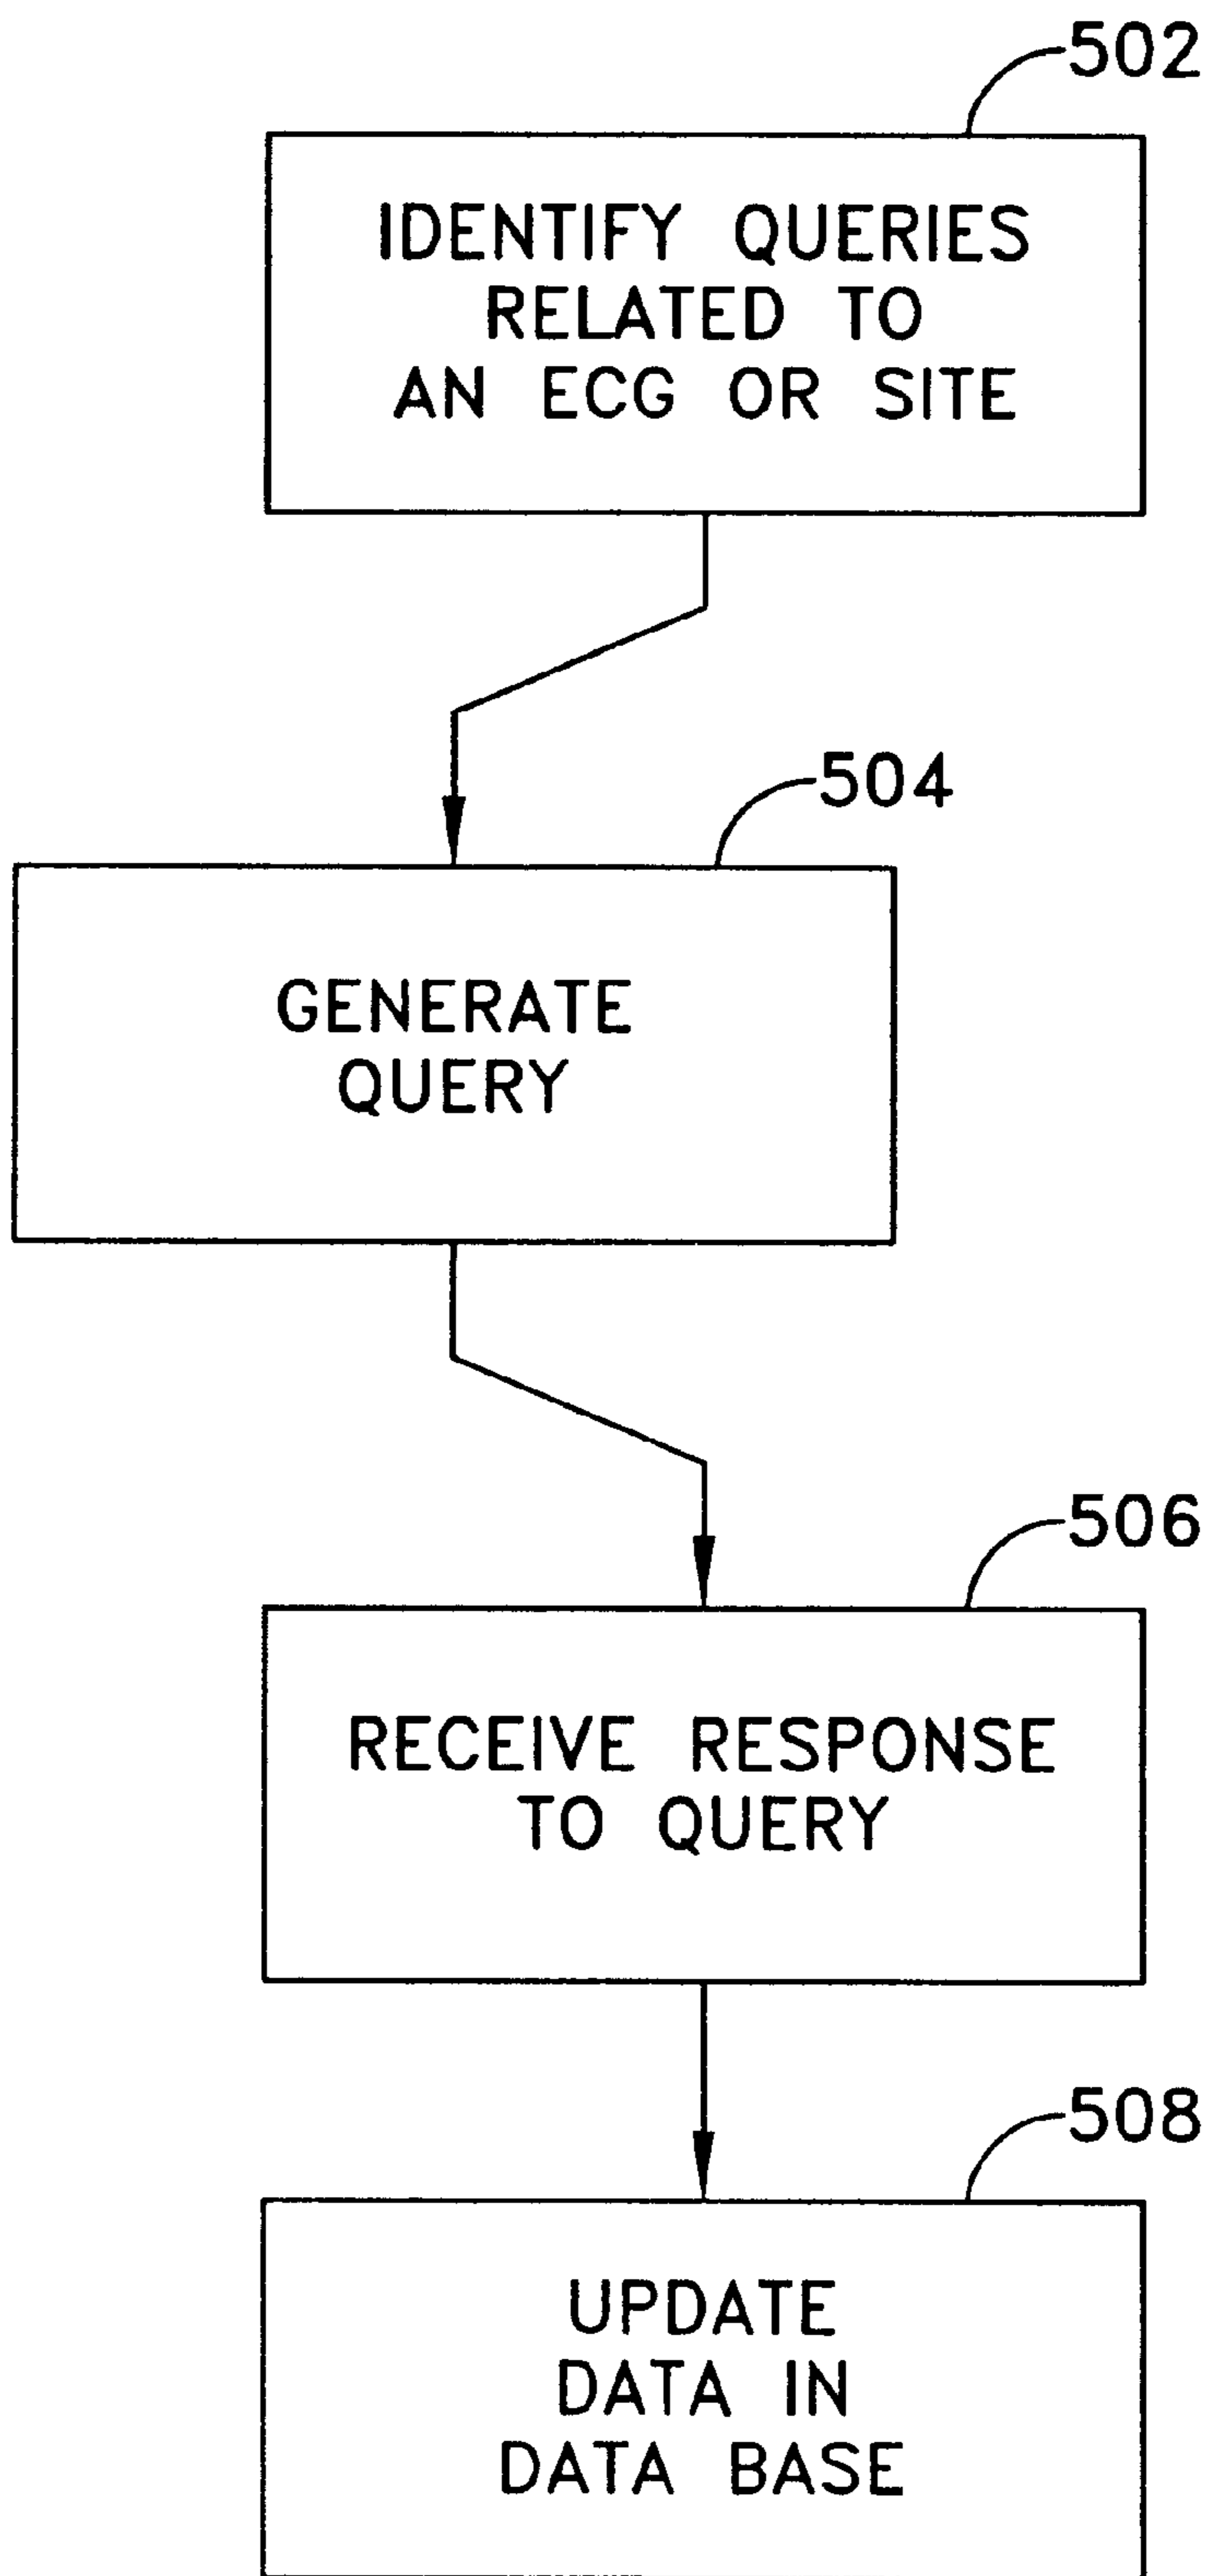 502
IDENTIFY QUERIES
RELATED TO
AN ECG OR SITE
504
GENERATE
QUERY
506
RECEIVE RESPONSE
TO QUERY
508
UPDATE
DATA IN
DATA BASE